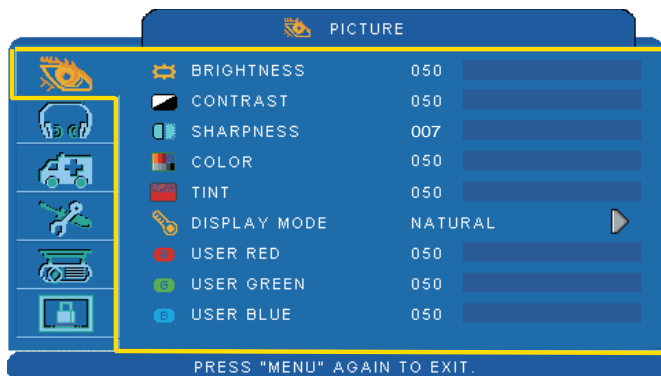 PICTURE
BRIGHTNESS 050
CONTRAST 050
SHARPNESS 007
COLOR 050
TINT 050
DISPLAY MODE NATURAL
R USER RED 050
G USER GREEN 050
B USER BLUE 050
PRESS "MENU" AGAIN TO EXIT.